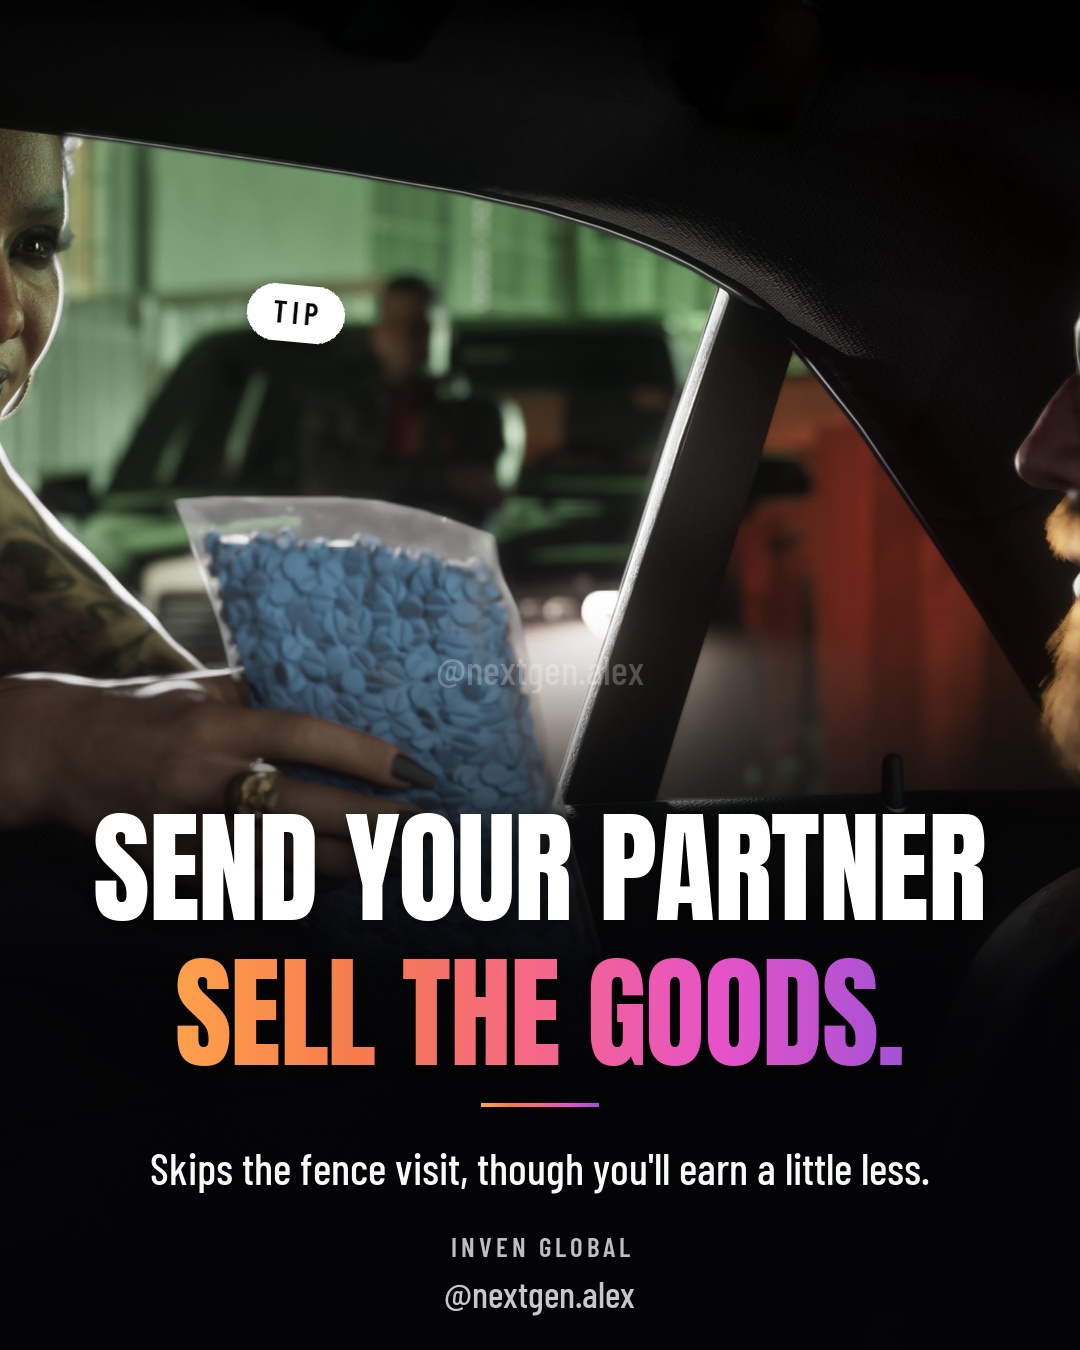 TIP
@nextgen.alex
SEND YOUR PARTNER
SELL THE GOODS.
Skips the fence visit, though you'll earn a little less.
INVEN GLOBAL
@nextgen.alex